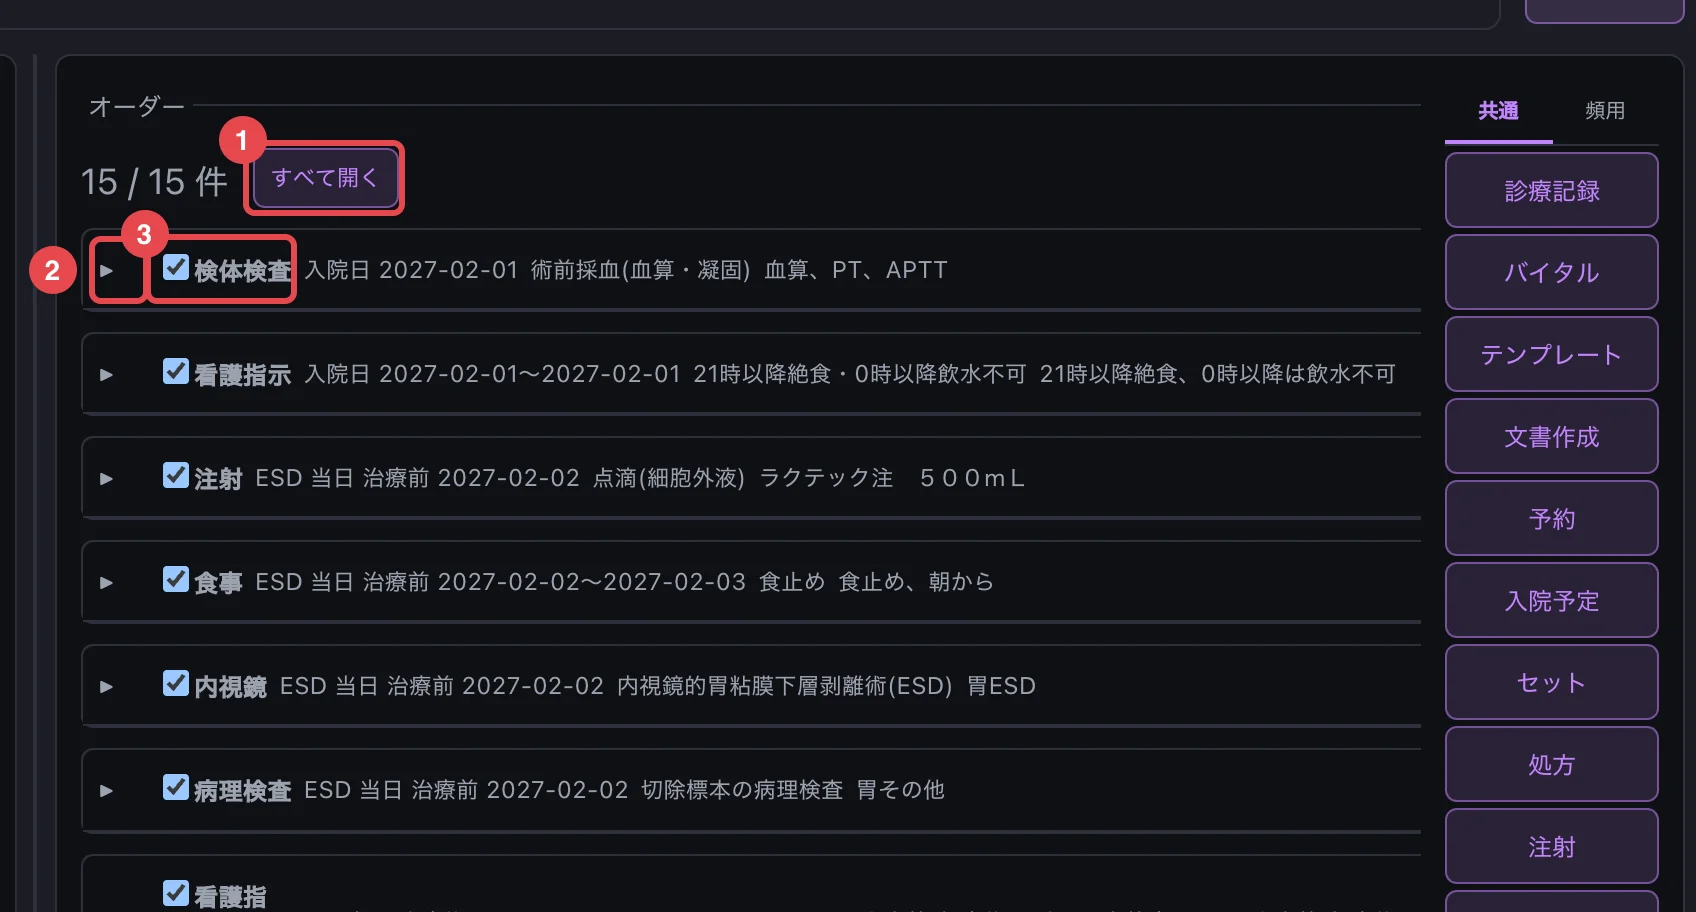 オーダー
共通
頻用
1
15 / 15 件
すべて開く
診療記録
3
2
検体検査 入院日 2027-02-01 術前採血(血算・凝固) 血算、PT、APTT
バイタル
テンプレート
看護指示 入院日 2027-02-01〜2027-02-01 21時以降絶食・0時以降飲水不可 21時以降絶食、0時以降は飲水不可
文書作成
注射 ESD 当日 治療前 2027-02-02 点滴(細胞外液) ラクテック注　５００ｍＬ
予約
食事 ESD 当日 治療前 2027-02-02〜2027-02-03 食止め 食止め、朝から
入院予定
内視鏡 ESD 当日 治療前 2027-02-02 内視鏡的胃粘膜下層剥離術(ESD) 胃ESD
セット
処方
病理検査 ESD 当日 治療前 2027-02-02 切除標本の病理検査 胃その他
注射
看護指